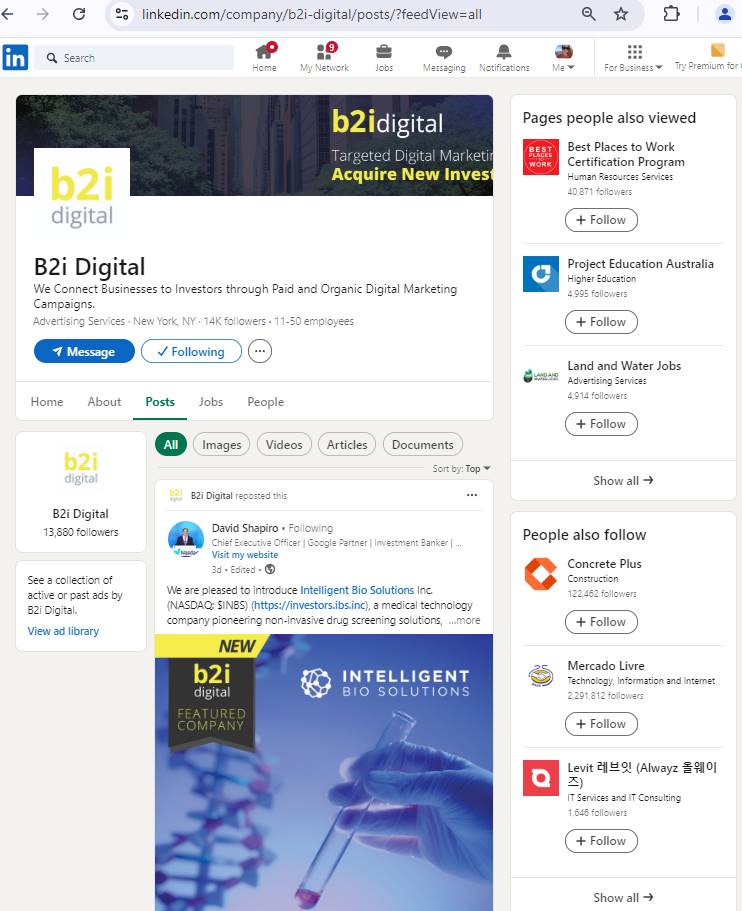 linkedin.com/company/b2i-digital/posts/?feedView=all
in
Search
Home
9
My Network
Jobs
Messaging
Notifications
Me
For Business
Try Premium for
b2idigital
Targeted Digital Marketin
Acquire New Invest
b2i
digital
B2i Digital
We Connect Businesses to Investors through Paid and Organic Digital Marketing
Campaigns.
Advertising Services · New York, NY · 14K followers · 11-50 employees
Message
Following
Home
About
Posts
Jobs
People
b2i
digital
B2i Digital
13,880 followers
See a collection of
active or past ads by
B2i Digital.
View ad library
All
Images
Videos
Articles
Documents
Sort by: Top
b2i
digital
B2i Digital reposted this
David Shapiro • Following
Chief Executive Officer | Google Partner | Investment Banker | ...
Visit my website
3d • Edited •
Nasdaq
We are pleased to introduce Intelligent Bio Solutions Inc.
(NASDAQ: $INBS) (https://investors.ibs.inc), a medical technology
company pioneering non-invasive drug screening solutions, ...more
NEW
b2i
digital
FEATURED
COMPANY
INTELLIGENT
BIO SOLUTIONS
Pages people also viewed
BEST
PLACES TO
WORK
Best Places to Work
Certification Program
Human Resources Services
40,871 followers
+ Follow
Project Education Australia
Higher Education
4,995 followers
+ Follow
LAND AND
Land and Water Jobs
Advertising Services
4,914 followers
+ Follow
Show all →
People also follow
Concrete Plus
Construction
122,462 followers
+ Follow
Mercado Livre
Technology, Information and Internet
2,291,812 followers
+ Follow
Levit 레브잇 (Alwayz 올웨이
즈)
IT Services and IT Consulting
1,646 followers
+ Follow
Show all →